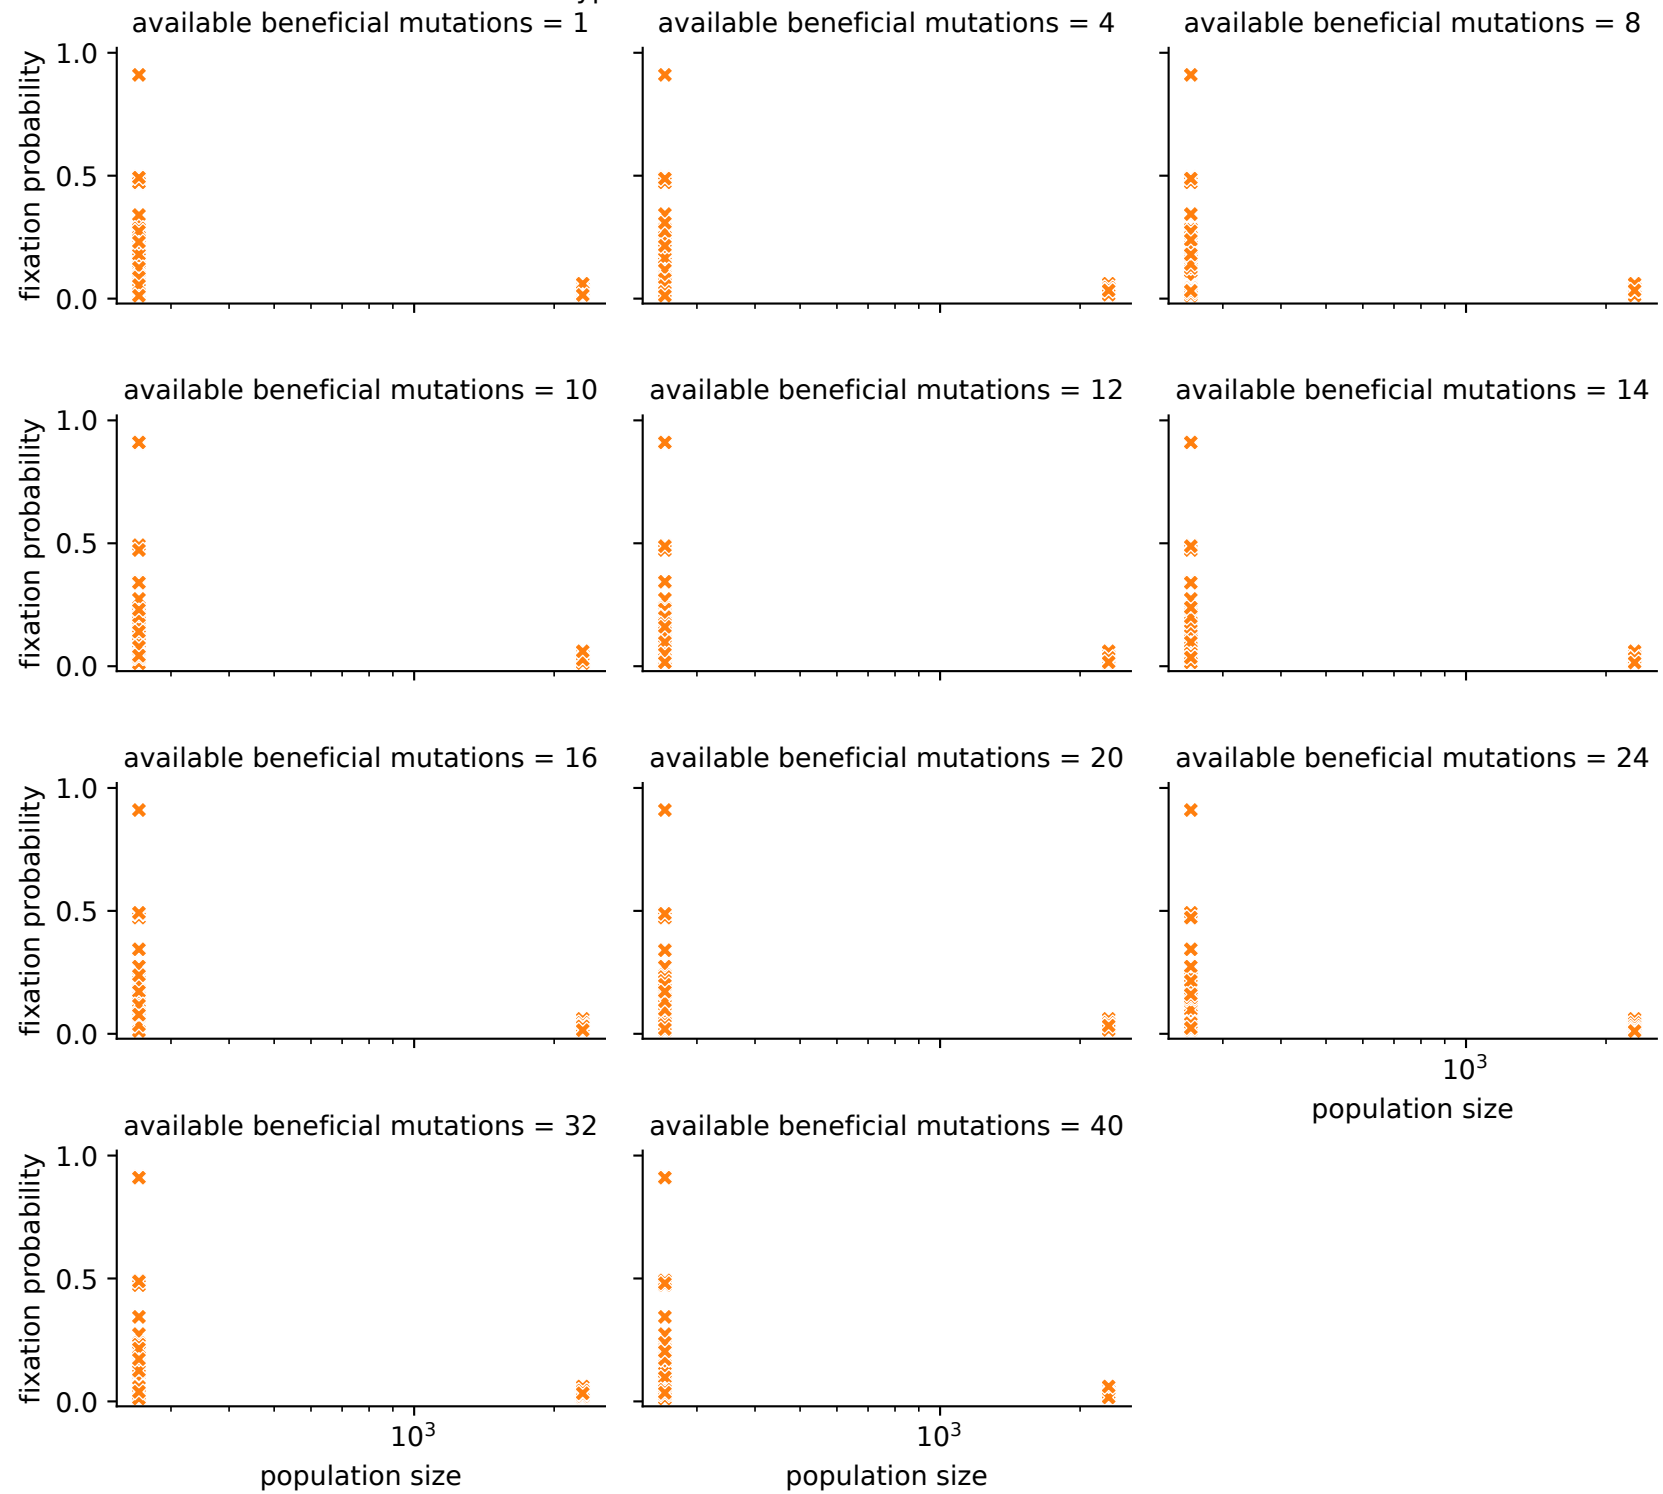 available beneficial mutations = 1
available beneficial mutations = 4
available beneficial mutations = 8
fixation probability
1.0
0.5
0.0
available beneficial mutations = 10
available beneficial mutations = 12
available beneficial mutations = 14
fixation probability
1.0
0.5
0.0
available beneficial mutations = 16
available beneficial mutations = 20
available beneficial mutations = 24
fixation probability
1.0
0.5
0.0
10³
population size
available beneficial mutations = 32
available beneficial mutations = 40
fixation probability
1.0
0.5
0.0
10³
10³
population size
population size